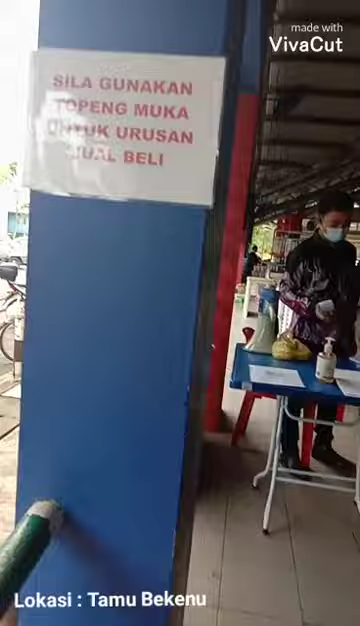 made with
VivaCut
SILA GUNAKAN
TOPENG MUKA
UNTUK URUSAN
JUAL BELI
Lokasi : Tamu Bekenu